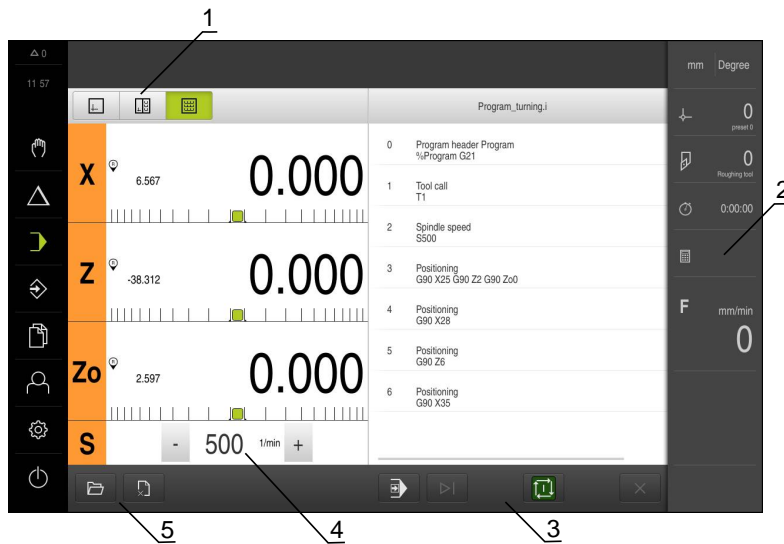 1
0
11 57
mm Degree
Program_turning.i
0
preset 0
X
R
6.567
0.000
0 Program header Program
%Program G21
1 Tool call
T1
0
Roughing tool
2
0:00:00
2 Spindle speed
S500
Z
R
-38.312
0.000
3 Positioning
G90 X25 G90 Z2 G90 Zo0
4 Positioning
G90 X28
F mm/min
0
5 Positioning
G90 Z6
Zo
R
2.597
0.000
6 Positioning
G90 X35
S
- 500 1/min +
5
4
3